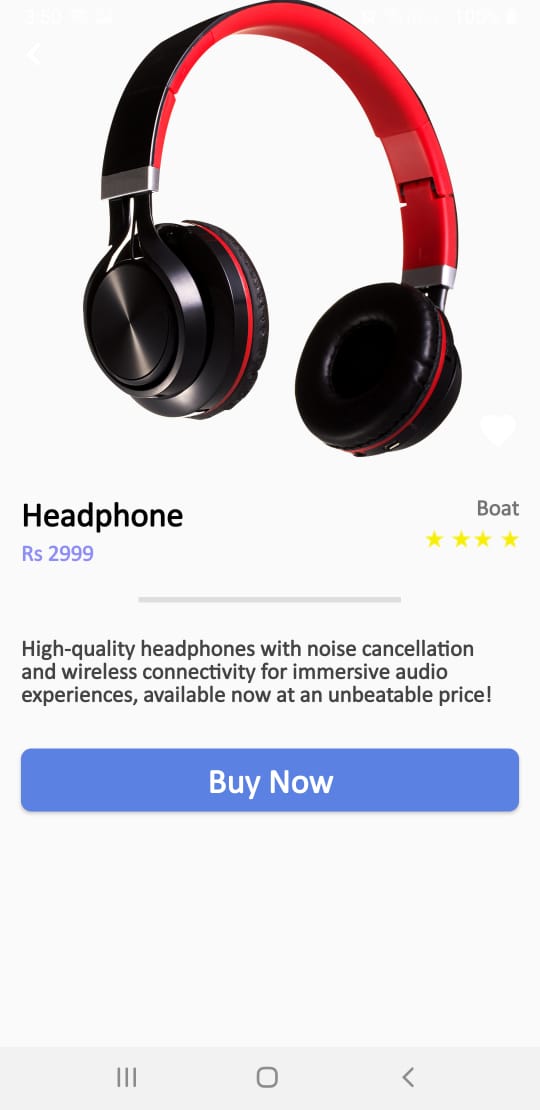 3:50 100%
Headphone
Boat
Rs 2999
High-quality headphones with noise cancellation
and wireless connectivity for immersive audio
experiences, available now at an unbeatable price!
Buy Now